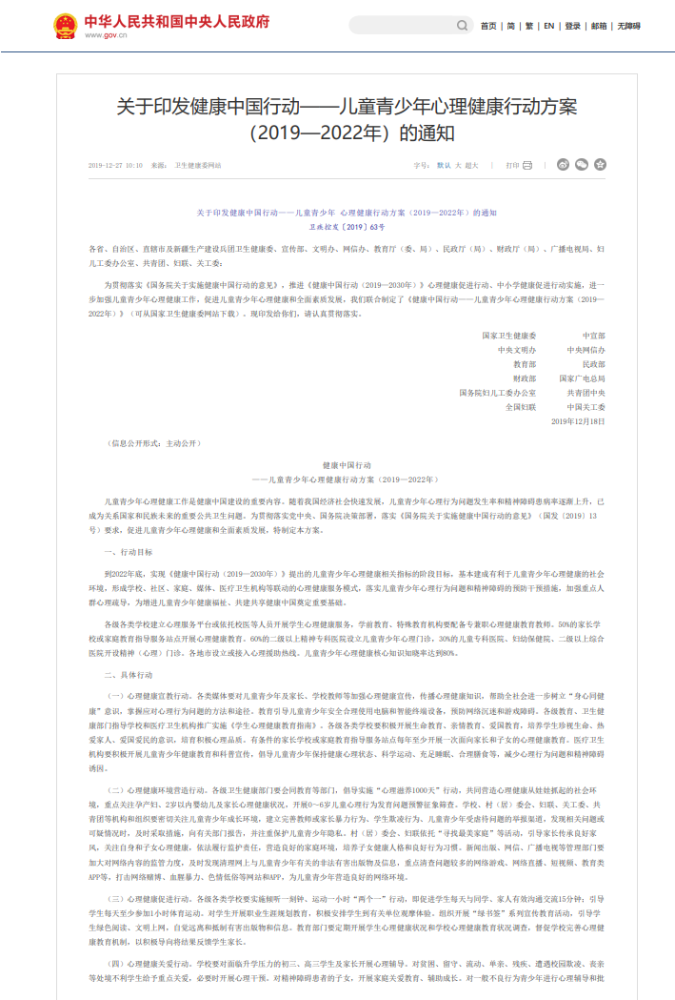 中华人民共和国中央人民政府
www.gov.cn
首页 | 简 | 繁 | EN | 登录 | 邮箱 | 无障碍
关于印发健康中国行动——儿童青少年心理健康行动方案
（2019—2022年）的通知
2019-12-27 10:10 来源： 卫生健康委网站
字号： 默认 大 超大 | 打印 |
关于印发健康中国行动——儿童青少年 心理健康行动方案（2019—2022年）的通知
卫疾控发〔2019〕63号
各省、自治区、直辖市及新疆生产建设兵团卫生健康委、宣传部、文明办、网信办、教育厅（委、局）、民政厅（局）、财政厅（局）、广播电视局、妇
儿工委办公室、共青团、妇联、关工委：
为贯彻落实《国务院关于实施健康中国行动的意见》，推进《健康中国行动（2019—2030年）》心理健康促进行动、中小学健康促进行动实施，进一
步加强儿童青少年心理健康工作，促进儿童青少年心理健康和全面素质发展，我们联合制定了《健康中国行动——儿童青少年心理健康行动方案（2019—
2022年）》（可从国家卫生健康委网站下载）。现印发给你们，请认真贯彻落实。
国家卫生健康委 中宣部
中央文明办 中央网信办
教育部 民政部
财政部 国家广电总局
国务院妇儿工委办公室 共青团中央
全国妇联 中国关工委
2019年12月18日
（信息公开形式：主动公开）
健康中国行动
——儿童青少年心理健康行动方案（2019—2022年）
儿童青少年心理健康工作是健康中国建设的重要内容。随着我国经济社会快速发展，儿童青少年心理行为问题发生率和精神障碍患病率逐渐上升，已
成为关系国家和民族未来的重要公共卫生问题。为贯彻落实党中央、国务院决策部署，落实《国务院关于实施健康中国行动的意见》（国发〔2019〕13
号）要求，促进儿童青少年心理健康和全面素质发展，特制定本方案。
一、行动目标
到2022年底，实现《健康中国行动（2019—2030年）》提出的儿童青少年心理健康相关指标的阶段目标，基本建成有利于儿童青少年心理健康的社会
环境，形成学校、社区、家庭、媒体、医疗卫生机构等联动的心理健康服务模式，落实儿童青少年心理行为问题和精神障碍的预防干预措施，加强重点人
群心理疏导，为增进儿童青少年健康福祉、共建共享健康中国奠定重要基础。
各级各类学校建立心理服务平台或依托校医等人员开展学生心理健康服务，学前教育、特殊教育机构要配备专兼职心理健康教育教师。50%的家长学
校或家庭教育指导服务站点开展心理健康教育。60%的二级以上精神专科医院设立儿童青少年心理门诊，30%的儿童专科医院、妇幼保健院、二级以上综合
医院开设精神（心理）门诊。各地市设立或接入心理援助热线。儿童青少年心理健康核心知识知晓率达到80%。
二、具体行动
（一）心理健康宣教行动。各类媒体要对儿童青少年及家长、学校教师等加强心理健康宣传，传播心理健康知识，帮助全社会进一步树立“身心同健
康”意识，掌握应对心理行为问题的方法和途径。教育引导儿童青少年安全合理使用电脑和智能终端设备，预防网络沉迷和游戏障碍。各级教育、卫生健
康部门指导学校和医疗卫生机构推广实施《学生心理健康教育指南》。各级各类学校要积极开展生命教育、亲情教育、爱国教育，培养学生珍视生命、热
爱家人、爱国爱民的意识，培育积极心理品质。有条件的家长学校或家庭教育指导服务站点每年至少开展一次面向家长和子女的心理健康教育。医疗卫生
机构要积极开展儿童青少年健康教育和科普宣传，倡导儿童青少年保持健康心理状态、科学运动、充足睡眠、合理膳食等，减少心理行为问题和精神障碍
诱因。
（二）心理健康环境营造行动。各级卫生健康部门要会同教育等部门，倡导实施“心理滋养1000天”行动，共同营造心理健康从娃娃抓起的社会环
境，重点关注孕产妇、2岁以内婴幼儿及家长心理健康状况，开展0～6岁儿童心理行为发育问题预警征象筛查。学校、村（居）委会、妇联、关工委、共
青团等机构和组织要密切关注儿童青少年成长环境，建立完善教师或家长暴力行为、学生欺凌行为、儿童青少年受虐待问题的举报渠道，发现相关问题或
可疑情况时，及时采取措施，向有关部门报告，并注重保护儿童青少年隐私。村（居）委会、妇联依托“寻找最美家庭”等活动，引导家长传承良好家
风，关注自身和子女心理健康，依法履行监护责任，营造良好的家庭环境，培养子女健康人格和良好行为习惯。新闻出版、网信、广播电视等管理部门要
加大对网络内容的监管力度，及时发现清理网上与儿童青少年有关的非法有害出版物及信息，重点清查问题较多的网络游戏、网络直播、短视频、教育类
APP等，打击网络赌博、血腥暴力、色情低俗等网站和APP，为儿童青少年营造良好的网络环境。
（三）心理健康促进行动。各级各类学校要实施倾听一刻钟、运动一小时“两个一”行动，即促进学生每天与同学、家人有效沟通交流15分钟；引导
学生每天至少参加1小时体育运动。对学生开展职业生涯规划教育，积极安排学生到有关单位观摩体验。组织开展“绿书签”系列宣传教育活动，引导学
生绿色阅读、文明上网，自觉远离和抵制有害出版物和信息。教育部门要定期开展学生心理健康状况和学校心理健康教育状况调查，督促学校完善心理健
康教育机制，以积极导向将结果反馈学生家长。
（四）心理健康关爱行动。学校要对面临升学压力的初三、高三学生及家长开展心理辅导。对贫困、留守、流动、单亲、残疾、遭遇校园欺凌、丧亲
等处境不利学生给予重点关爱，必要时开展心理干预。对精神障碍患者的子女，开展家庭关爱教育、辅助成长。对一般不良行为青少年进行心理辅导和批